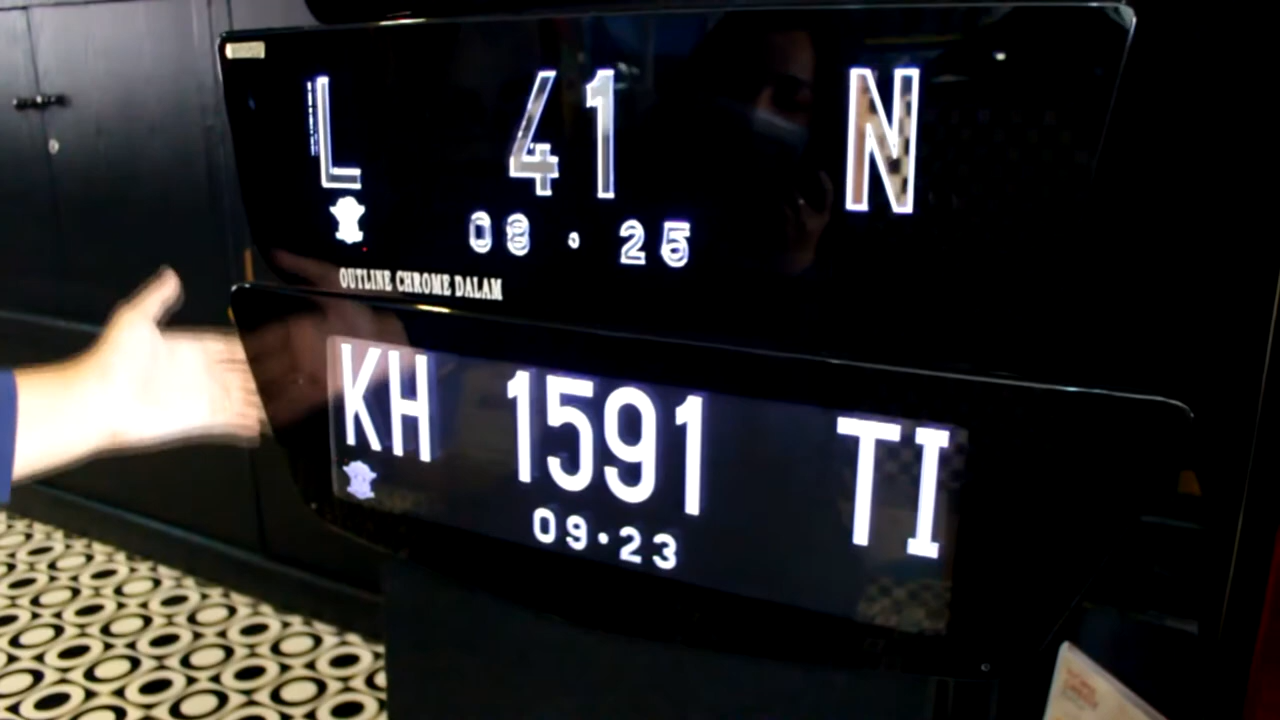 L 41 N
08 · 25
OUTLINE CHROME DALAM
KH 1591 TI
09·23